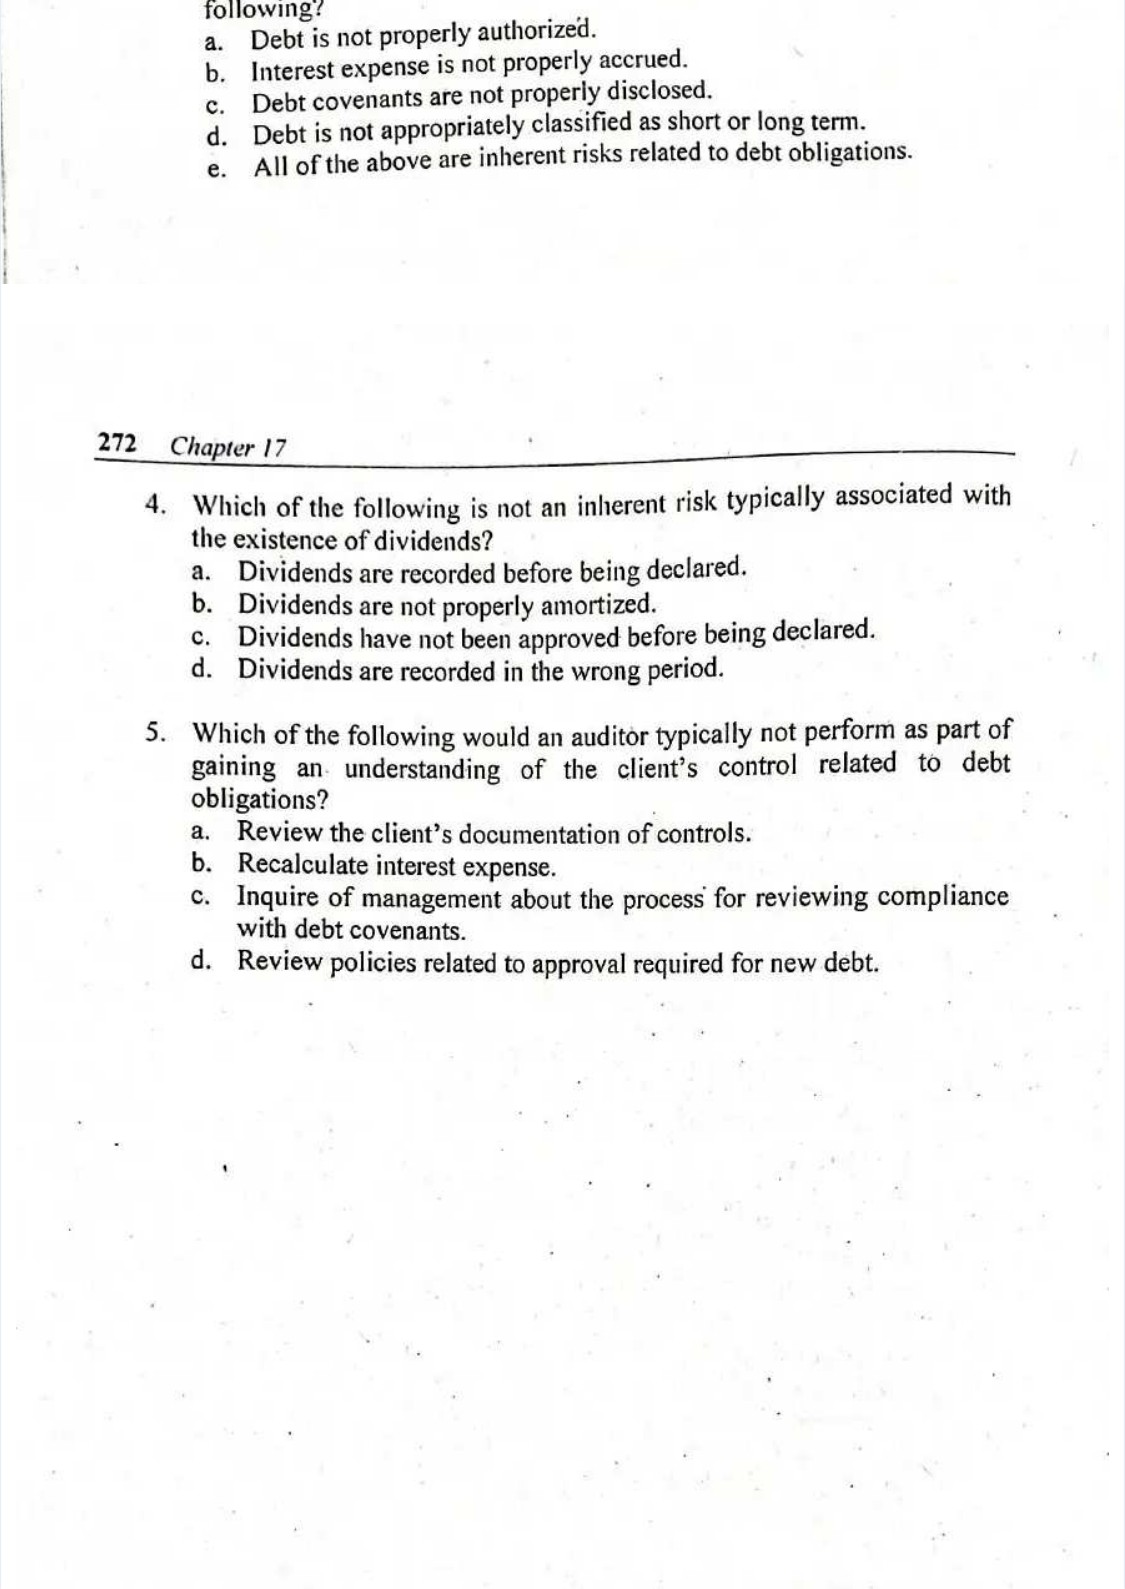 following?
a. Debt is not properly authorized.
b. Interest expense is not properly accrued.
c. Debt covenants are not properly disclosed.
d. Debt is not appropriately classified as short or long term.
e. All of the above are inherent risks related to debt obligations.
272 Chapter 17
4. Which of the following is not an inherent risk typically associated with
the existence of dividends?
a. Dividends are recorded before being declared.
b. Dividends are not properly amortized.
c. Dividends have not been approved before being declared.
d. Dividends are recorded in the wrong period.
5. Which of the following would an auditor typically not perform as part of
gaining an understanding of the client's control related to debt
obligations?
a. Review the client's documentation of controls.
b. Recalculate interest expense.
c. Inquire of management about the process for reviewing compliance
with debt covenants.
d. Review policies related to approval required for new debt.